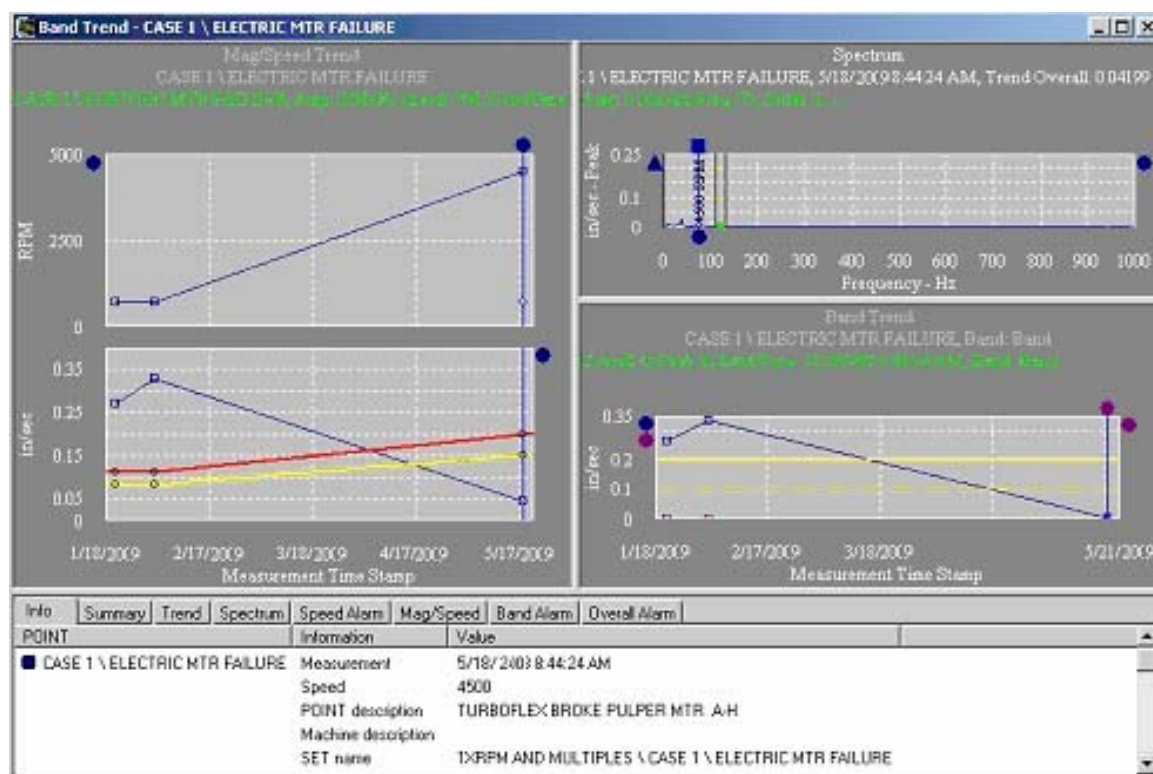 Band Trend - CASE 1 \ ELECTRIC MTR FAILURE
Mag/Speed Trend
CASE 1 \ ELECTRIC MTR FAILURE
5000
2500
0
RPM
0.35
0.25
0.15
0.05
0
in/sec
1/18/2009 2/17/2009 3/18/2009 4/17/2009 5/17/2009
Measurement Time Stamp
Spectrum
1 \ ELECTRIC MTR FAILURE, 5/18/2009 8:44:24 AM, Trend Overall: 0.04199
0.25
0.1
0
in/sec - Peak
4500 RPM
0 100 200 300 400 500 600 700 800 900 1000
Frequency - Hz
Band Trend
CASE 1 \ ELECTRIC MTR FAILURE, Band: Band
0.35
0.2
0.1
0
in/sec
1/18/2009 2/17/2009 3/18/2009 5/21/2009
Measurement Time Stamp
Info Summary Trend Spectrum Speed Alarm Mag/Speed Band Alarm Overall Alarm
POINT Information Value
CASE 1 \ ELECTRIC MTR FAILURE Measurement 8:44:24 AM
Speed 4500
POINT description TURBOFLEX BROKE PULPER MTR A-H
Machine description
SET name 1XRPM AND MULTIPLES \ CASE 1 \ ELECTRIC MTR FAILURE